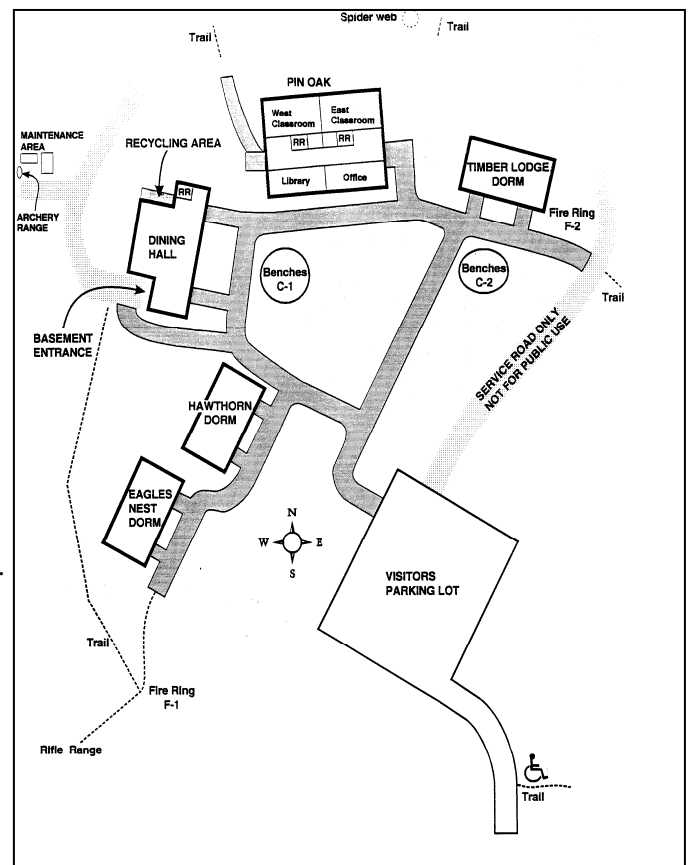 Spider web
Trail
Trail
PIN OAK
West
Classroom
East
Classroom
RR
RR
Library
Office
MAINTENANCE
AREA
RECYCLING AREA
RR
TIMBER LODGE
DORM
ARCHERY
RANGE
DINING
HALL
Fire Ring
F-2
Benches
C-1
Benches
C-2
Trail
BASEMENT
ENTRANCE
SERVICE ROAD ONLY
NOT FOR PUBLIC USE
HAWTHORN
DORM
EAGLES
NEST
DORM
N
W
E
S
VISITORS
PARKING LOT
Trail
Fire Ring
F-1
Rifle Range
Trail